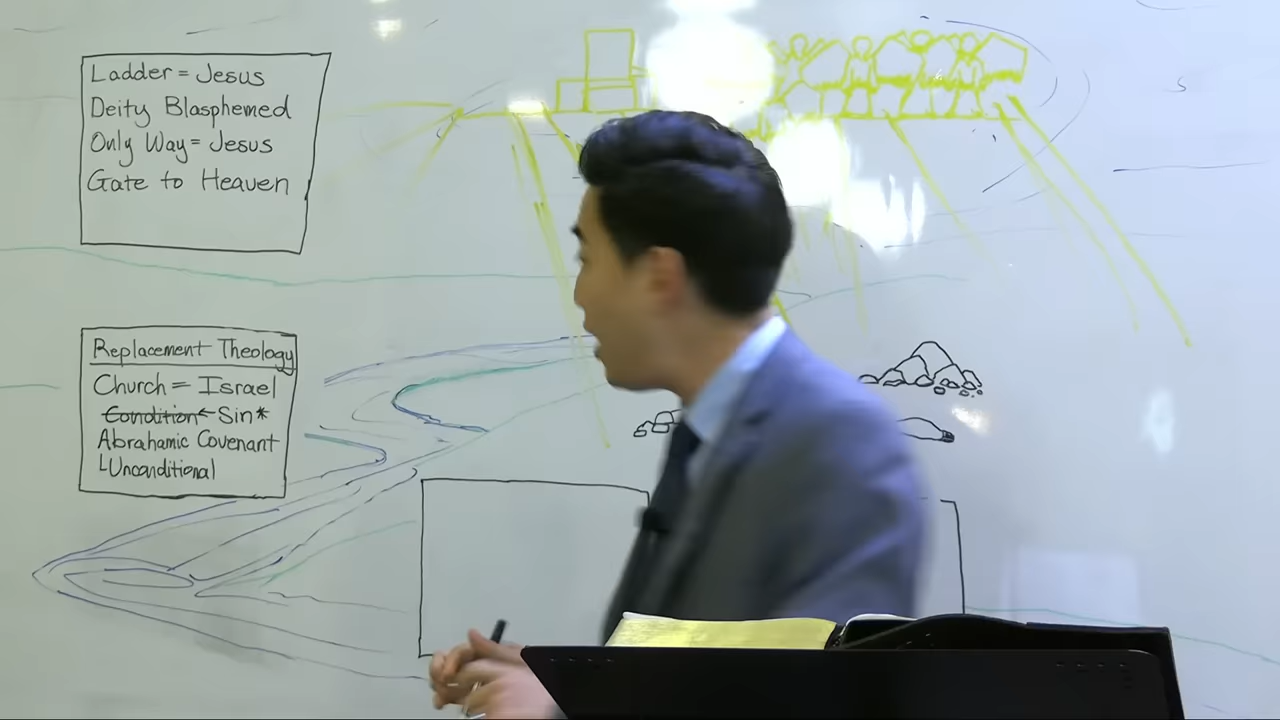 Ladder = Jesus
Deity Blasphemed
Only Way = Jesus
Gate to Heaven
Replacement Theology
Church = Israel
Condition ← Sin*
Abrahamic Covenant
└Unconditional